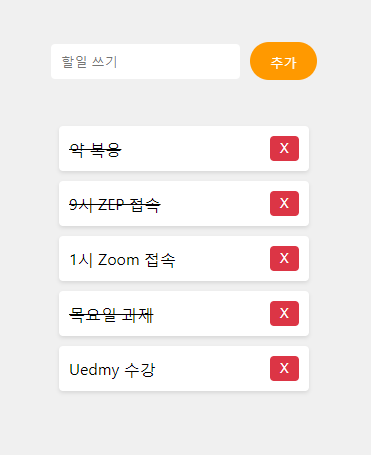 할일 쓰기
추가
약 복용 X
9시 ZEP 접속 X
1시 Zoom 접속 X
목요일 과제 X
Uedmy 수강 X